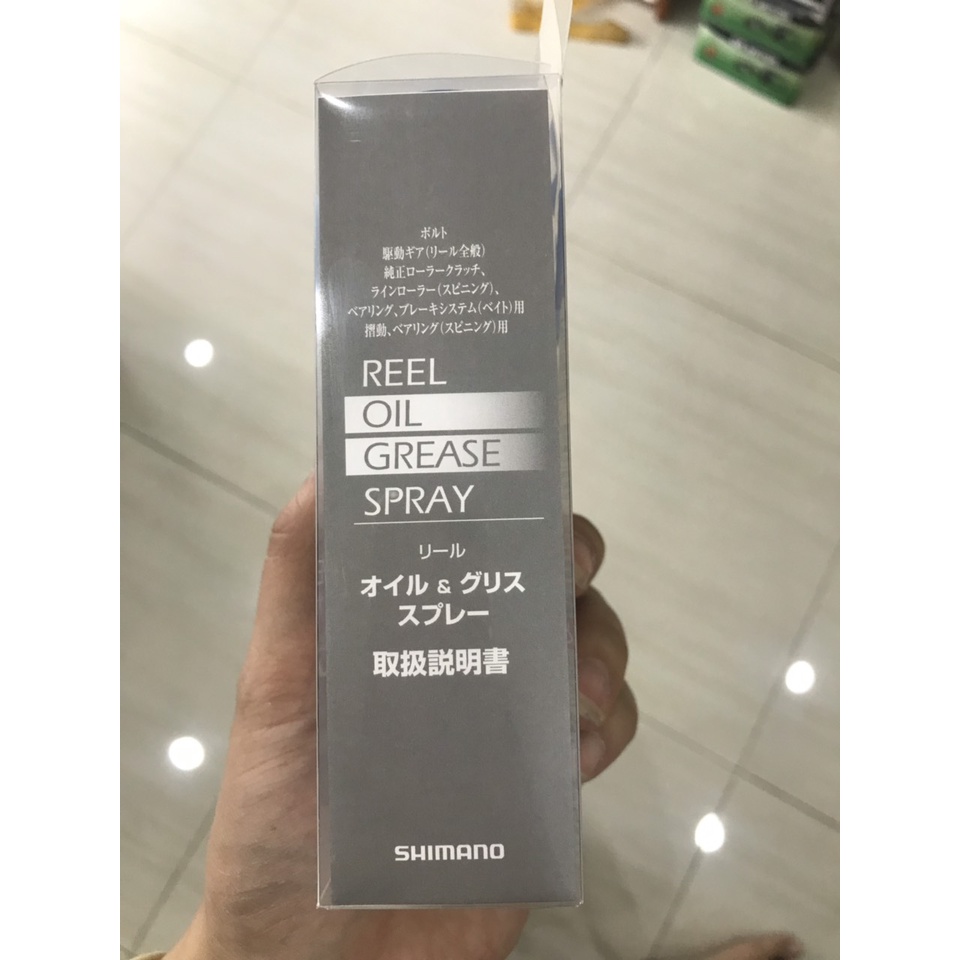 ボルト
駆動ギア(リール全般)
純正ローラークラッチ、
ラインローラー(スピニング)、
ベアリング、ブレーキシステム(ベイト)用
摺動、ベアリング(スピニング)用
REEL
OIL
GREASE
SPRAY
リール
オイル & グリス
スプレー
取扱説明書
SHIMANO